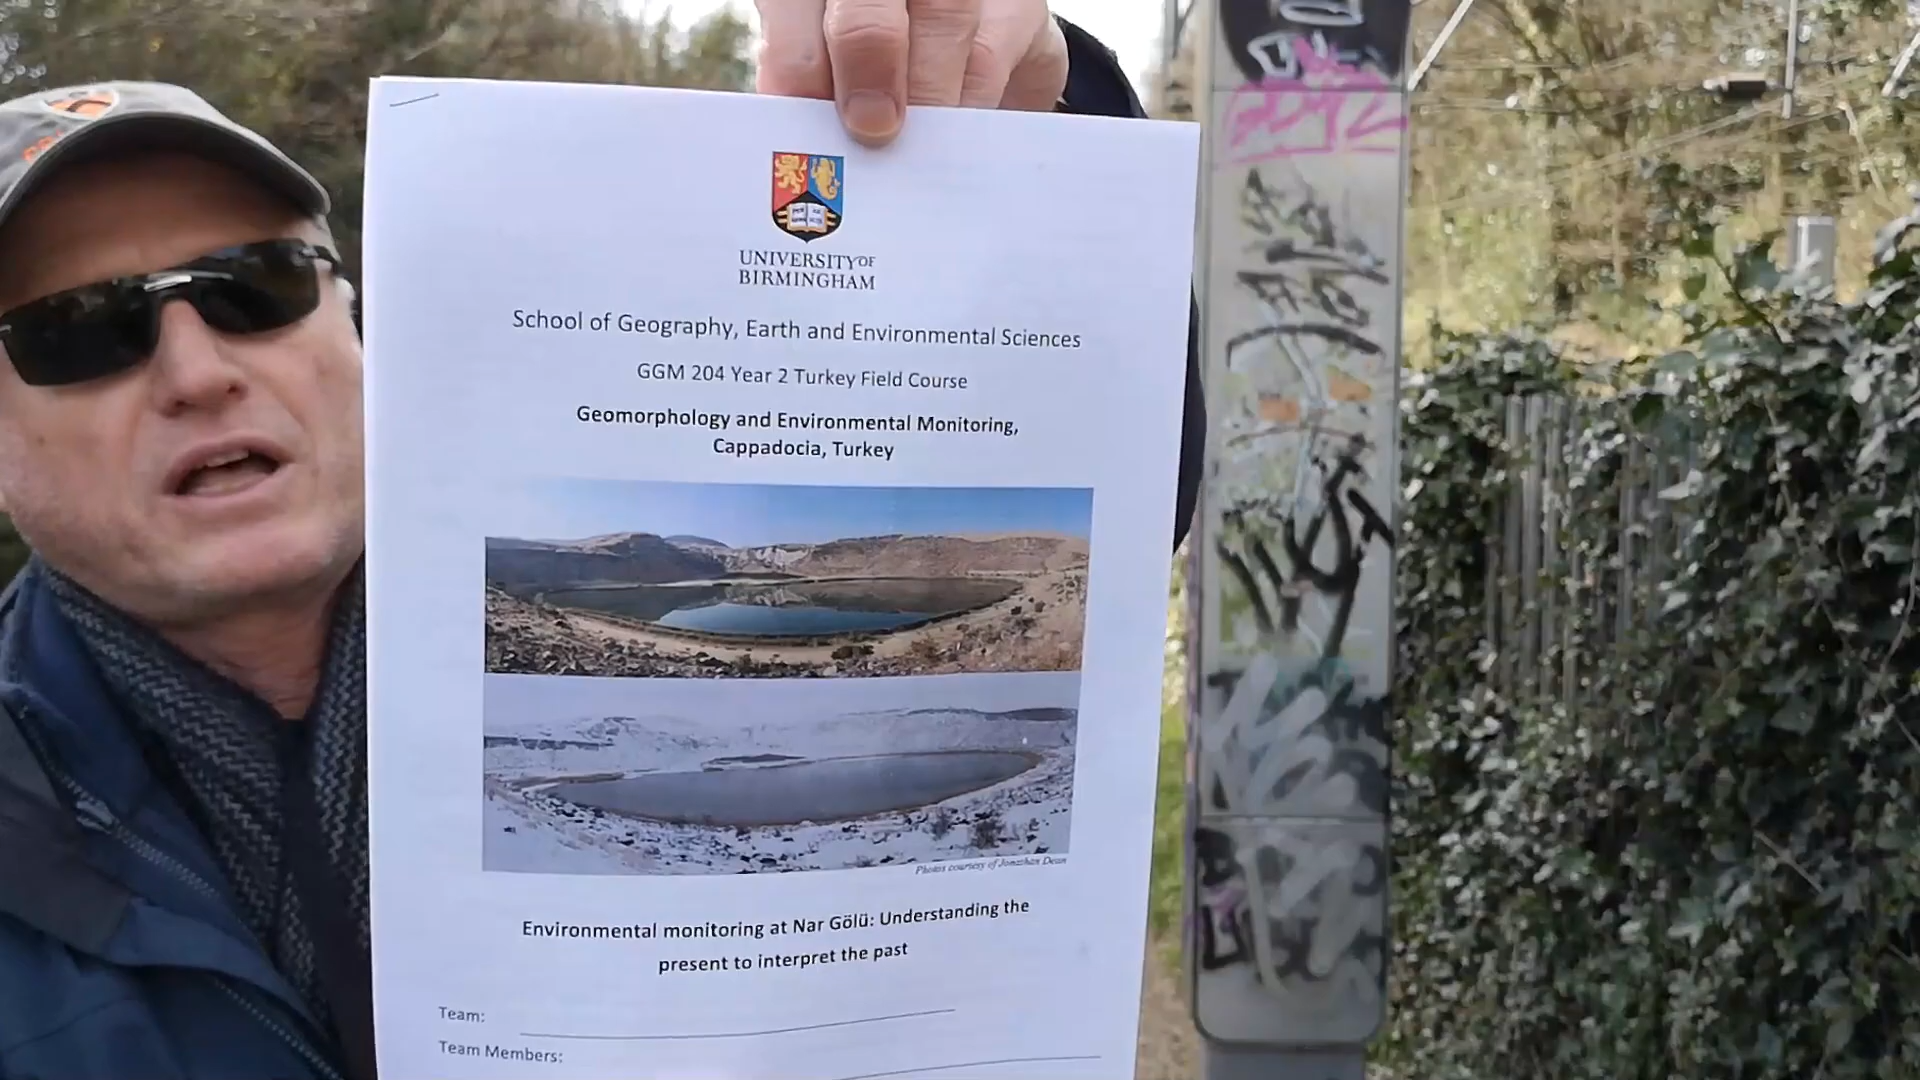 UNIVERSITY OF
BIRMINGHAM
School of Geography, Earth and Environmental Sciences
GGM 204 Year 2 Turkey Field Course
Geomorphology and Environmental Monitoring,
Cappadocia, Turkey
Photos courtesy of Jonathan Dean
Environmental monitoring at Nar Gölü: Understanding the
present to interpret the past
Team:
Team Members: